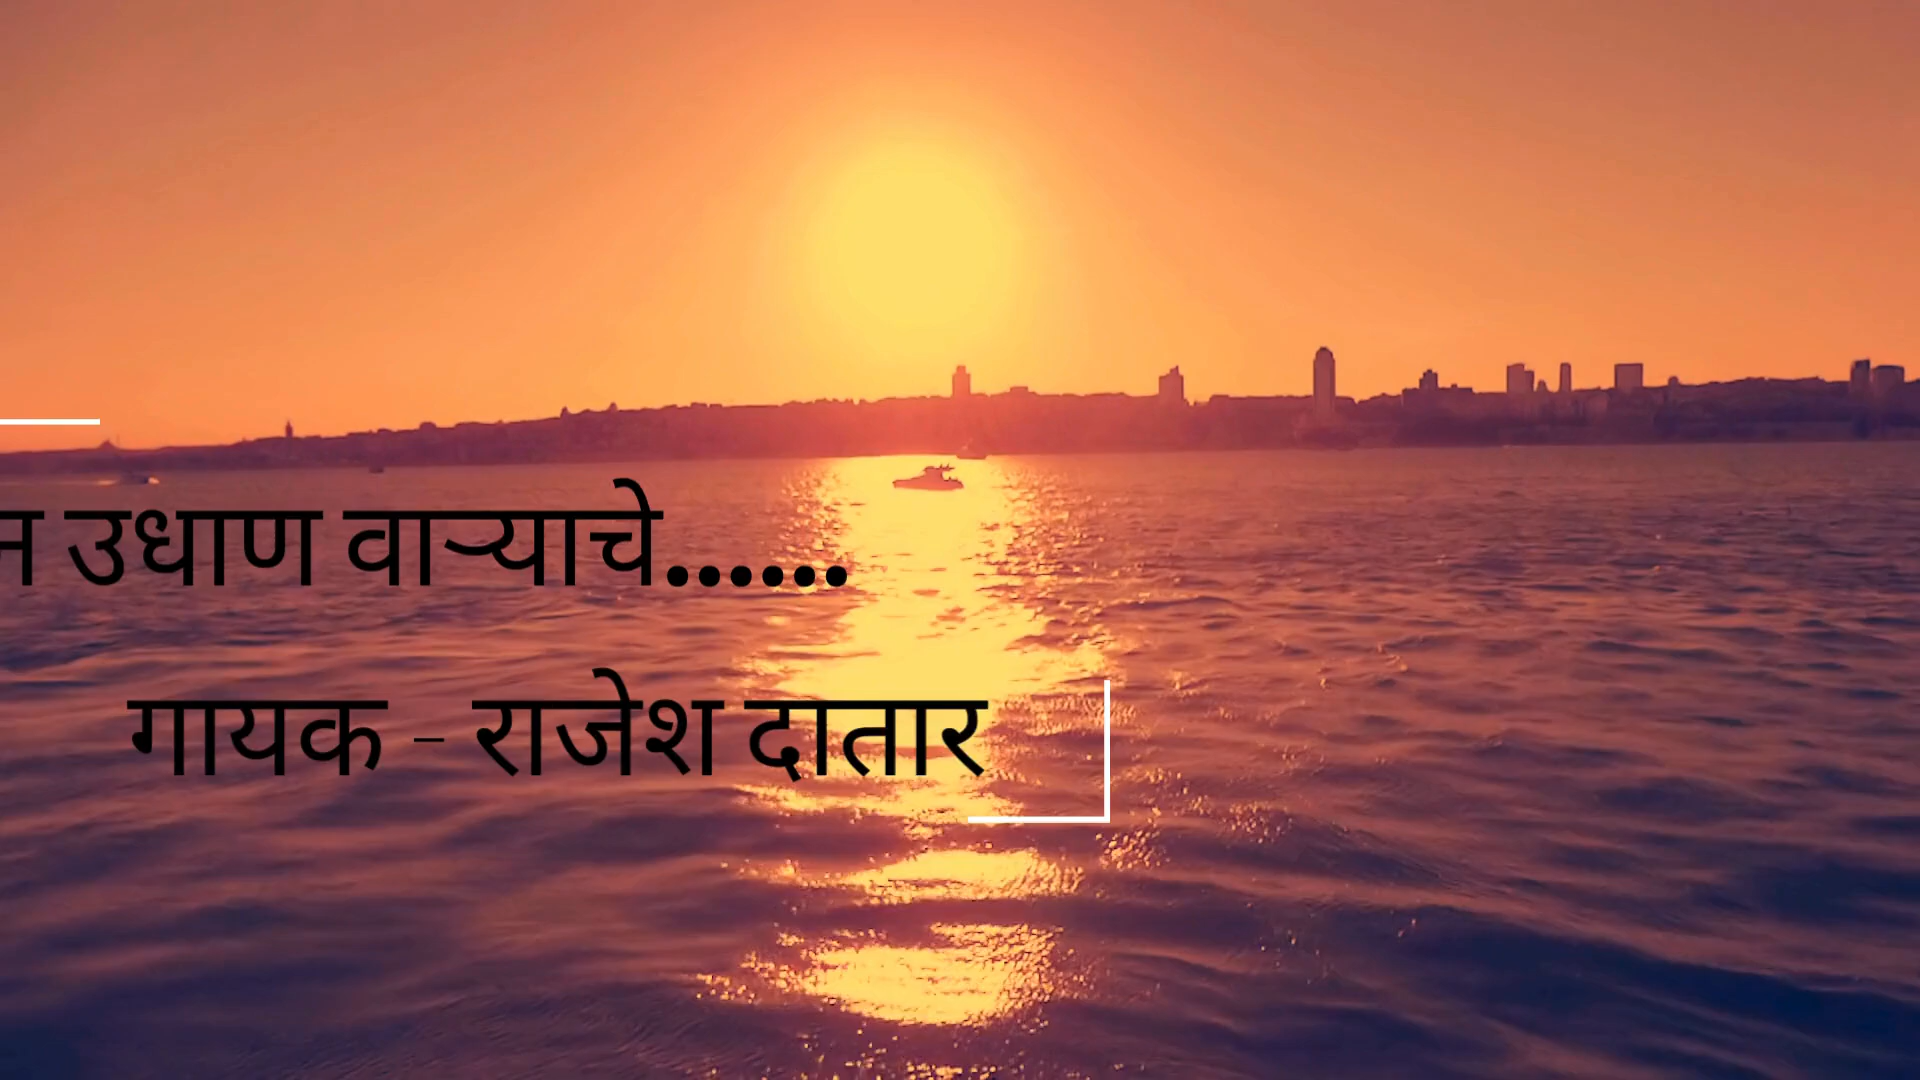 उधाण वाऱ्याचे......
गायक - राजेश दातार